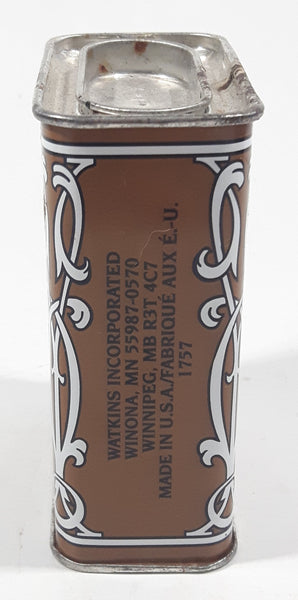 WATKINS INCORPORATED
WINONA, MN 55987-0570
WINNIPEG, MB R3T 4C7
MADE IN U.S.A./FABRIQUÉ AUX É.-U.
1757